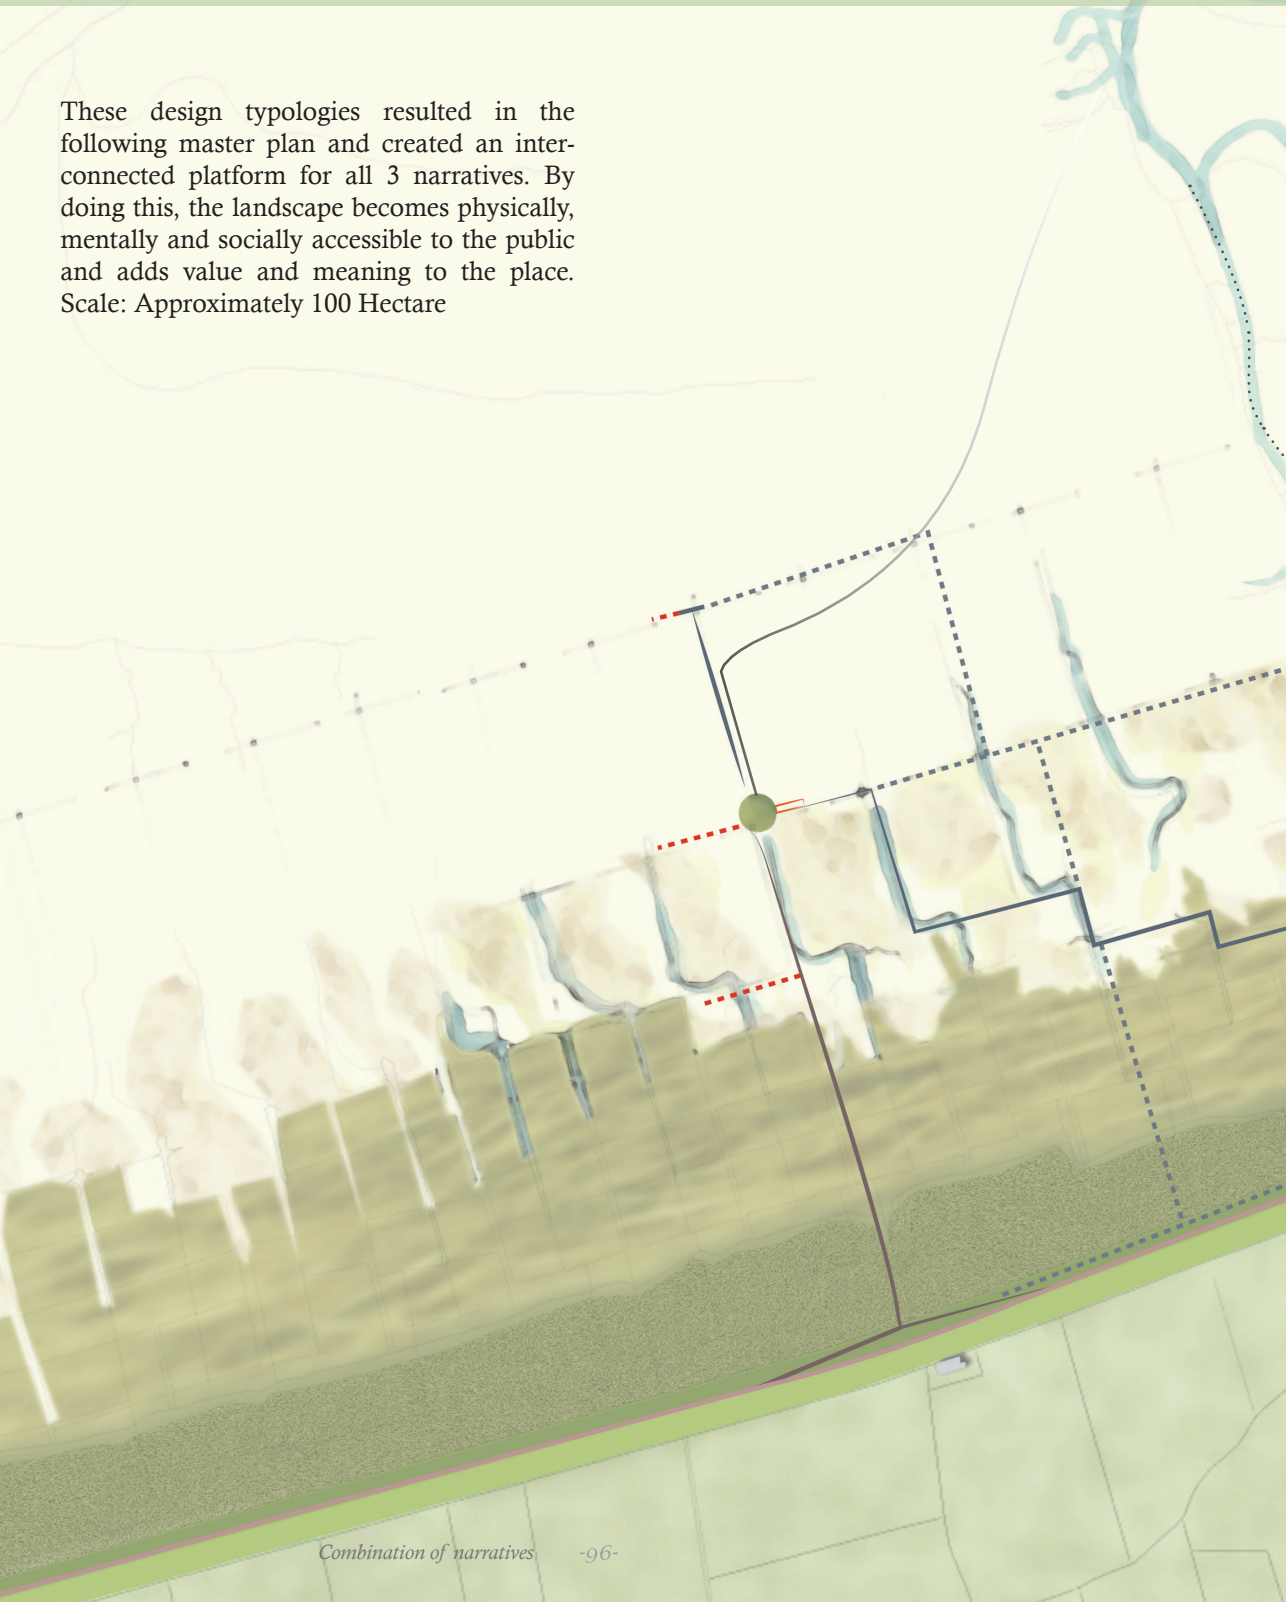 These design typologies resulted in the
following master plan and created an inter-
connected platform for all 3 narratives. By
doing this, the landscape becomes physically,
mentally and socially accessible to the public
and adds value and meaning to the place.
Scale: Approximately 100 Hectare
Combination of narratives -96-